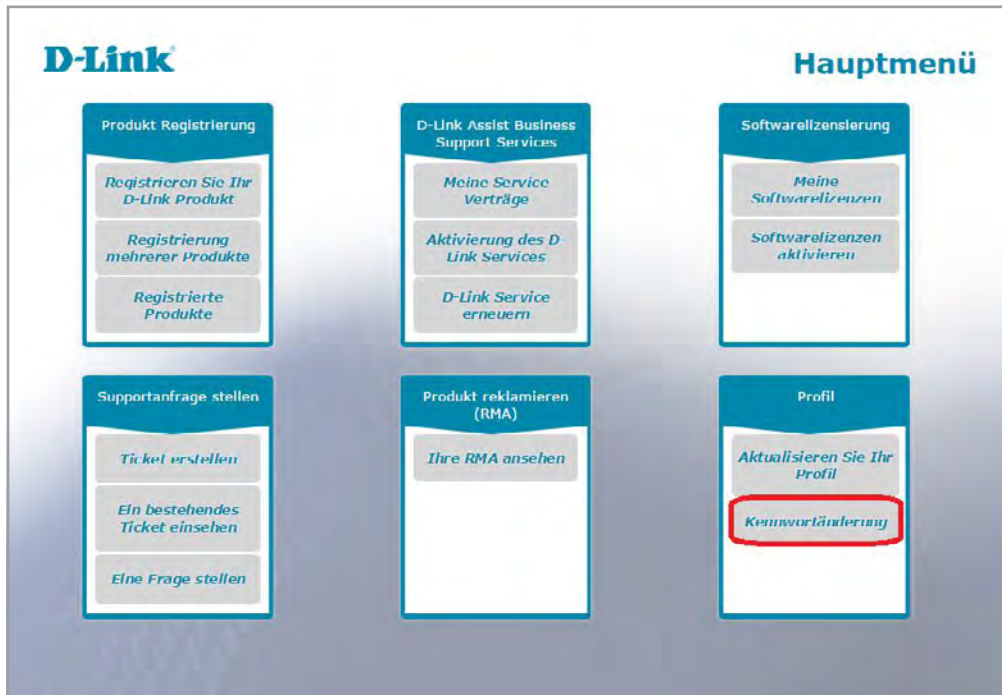 D-Link
Hauptmenü
Produkt Registrierung
Registrieren Sie Ihr
D-Link Produkt
Registrierung
mehrerer Produkte
Registrierte
Produkte
D-Link Assist Business
Support Services
Meine Service
Verträge
Aktivierung des D-
Link Services
D-Link Service
erneuern
Softwarelizensierung
Meine
Softwarelizenzen
Softwarelizenzen
aktivieren
Supportanfrage stellen
Ticket erstellen
Ein bestehendes
Ticket einsehen
Eine Frage stellen
Produkt reklamieren
(RMA)
Ihre RMA ansehen
Profil
Aktualisieren Sie Ihr
Profil
Kennwortänderung